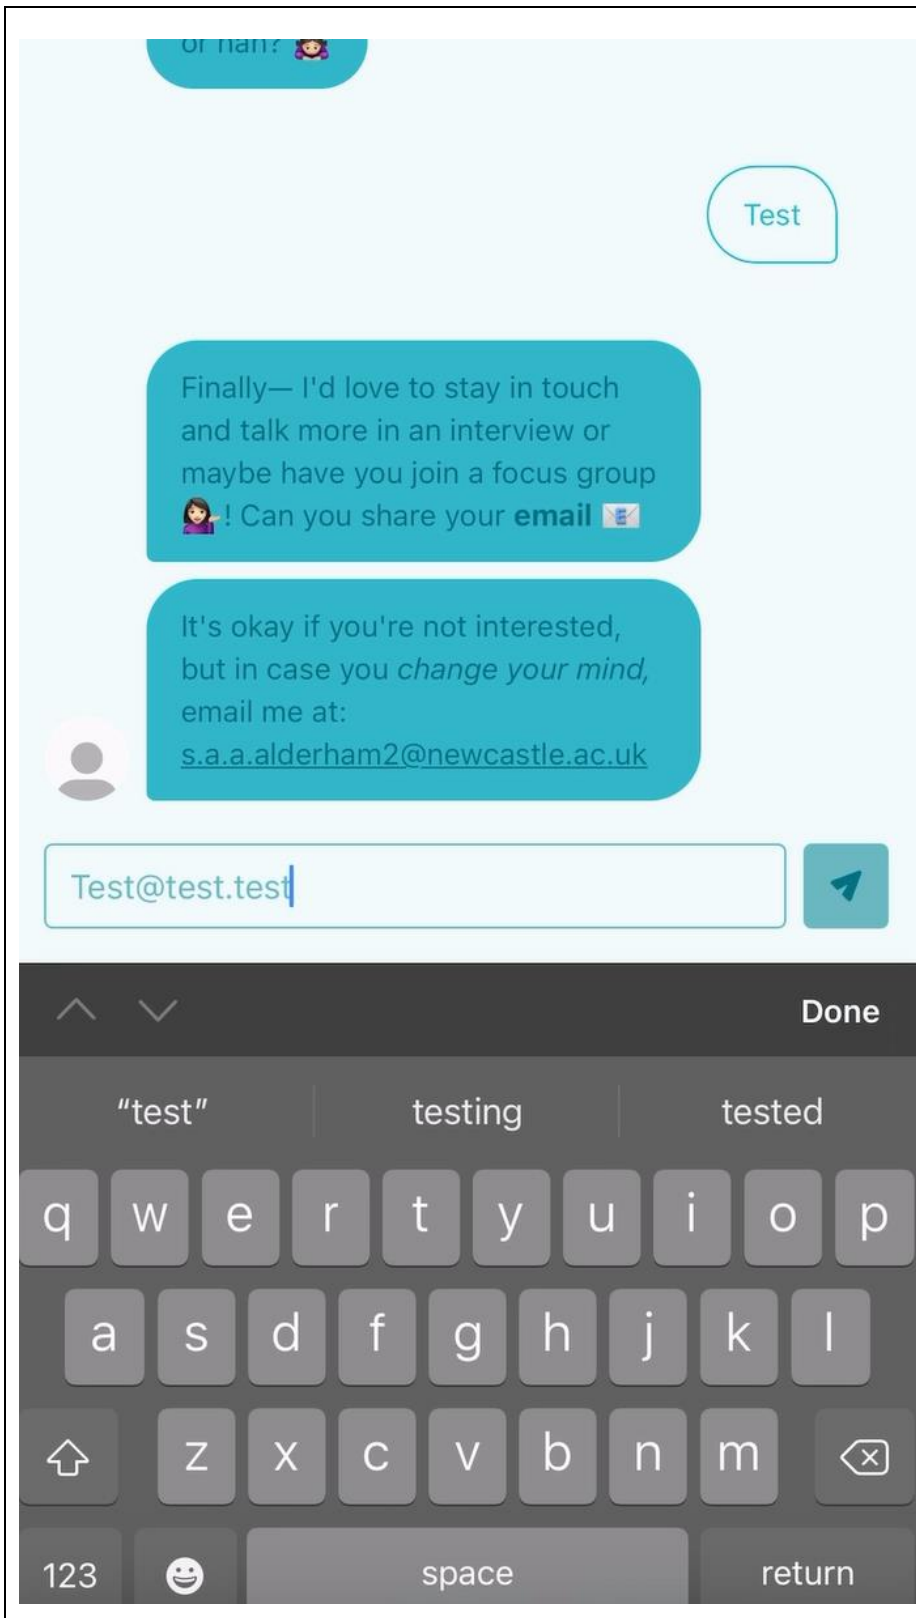 or nah? 🙇🏻‍♀️
Test
Finally— I'd love to stay in touch
and talk more in an interview or
maybe have you join a focus group
💁🏻‍♀️! Can you share your email 📧
It's okay if you're not interested,
but in case you change your mind,
email me at:
s.a.a.alderham2@newcastle.ac.uk
Test@test.test
Done
“test” testing tested
q w e r t y u i o p
a s d f g h j k l
z x c v b n m
123 space return